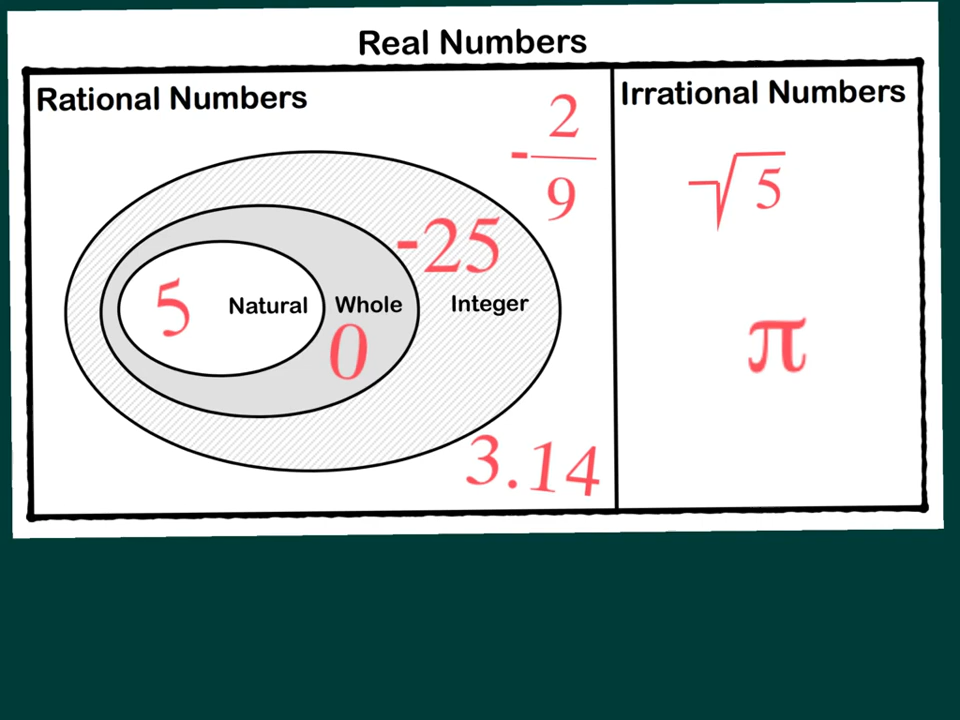 Real Numbers
Rational Numbers
Irrational Numbers
-2/9
√5
-25
5
Natural
Whole
Integer
0
π
3.14